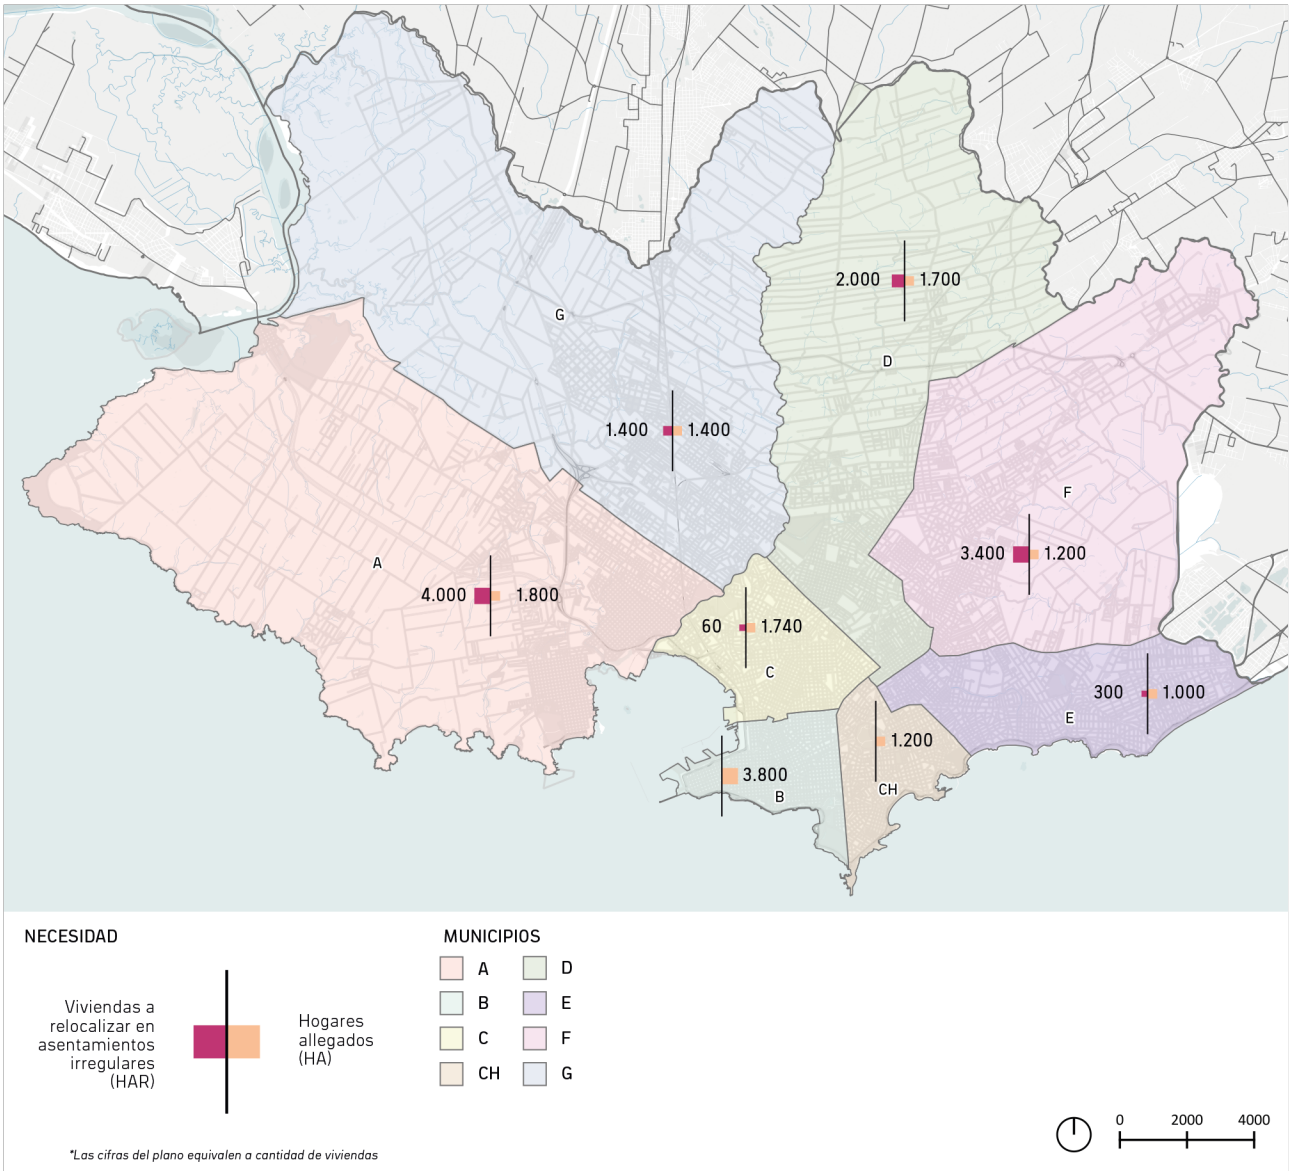 2.000 1.700
G
D
1.400 1.400
F
3.400 1.200
A
4.000 1.800
60 1.740
C
300 1.000
E
1.200
3.800
CH
B
NECESIDAD
Viviendas a
relocalizar en
asentamientos
irregulares
(HAR)
Hogares
allegados
(HA)
*Las cifras del plano equivalen a cantidad de viviendas
MUNICIPIOS
A D
B E
C F
CH G
0 2000 4000